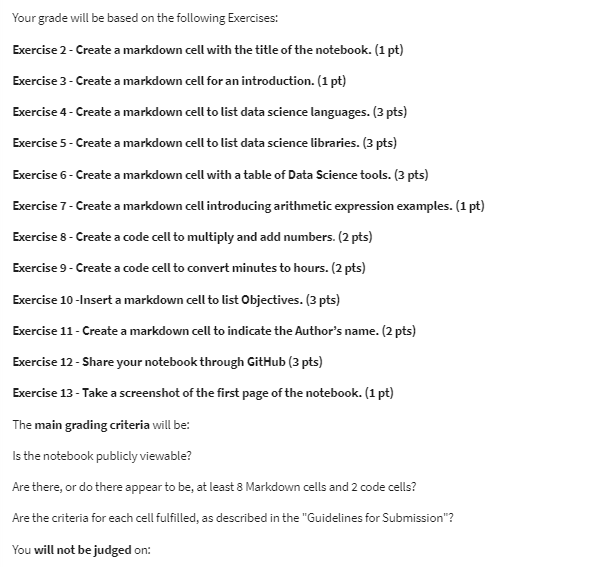 Your grade will be based on the following Exercises:
Exercise 2 - Create a markdown cell with the title of the notebook. (1 pt)
Exercise 3 - Create a markdown cell for an introduction. (1 pt)
Exercise 4 - Create a markdown cell to list data science languages. (3 pts)
Exercise 5 - Create a markdown cell to list data science libraries. (3 pts)
Exercise 6 - Create a markdown cell with a table of Data Science tools. (3 pts)
Exercise 7 - Create a markdown cell introducing arithmetic expression examples. (1 pt)
Exercise 8 - Create a code cell to multiply and add numbers. (2 pts)
Exercise 9 - Create a code cell to convert minutes to hours. (2 pts)
Exercise 10 -Insert a markdown cell to list Objectives. (3 pts)
Exercise 11 - Create a markdown cell to indicate the Author’s name. (2 pts)
Exercise 12 - Share your notebook through GitHub (3 pts)
Exercise 13 - Take a screenshot of the first page of the notebook. (1 pt)
The main grading criteria will be:
Is the notebook publicly viewable?
Are there, or do there appear to be, at least 8 Markdown cells and 2 code cells?
Are the criteria for each cell fulfilled, as described in the "Guidelines for Submission"?
You will not be judged on: